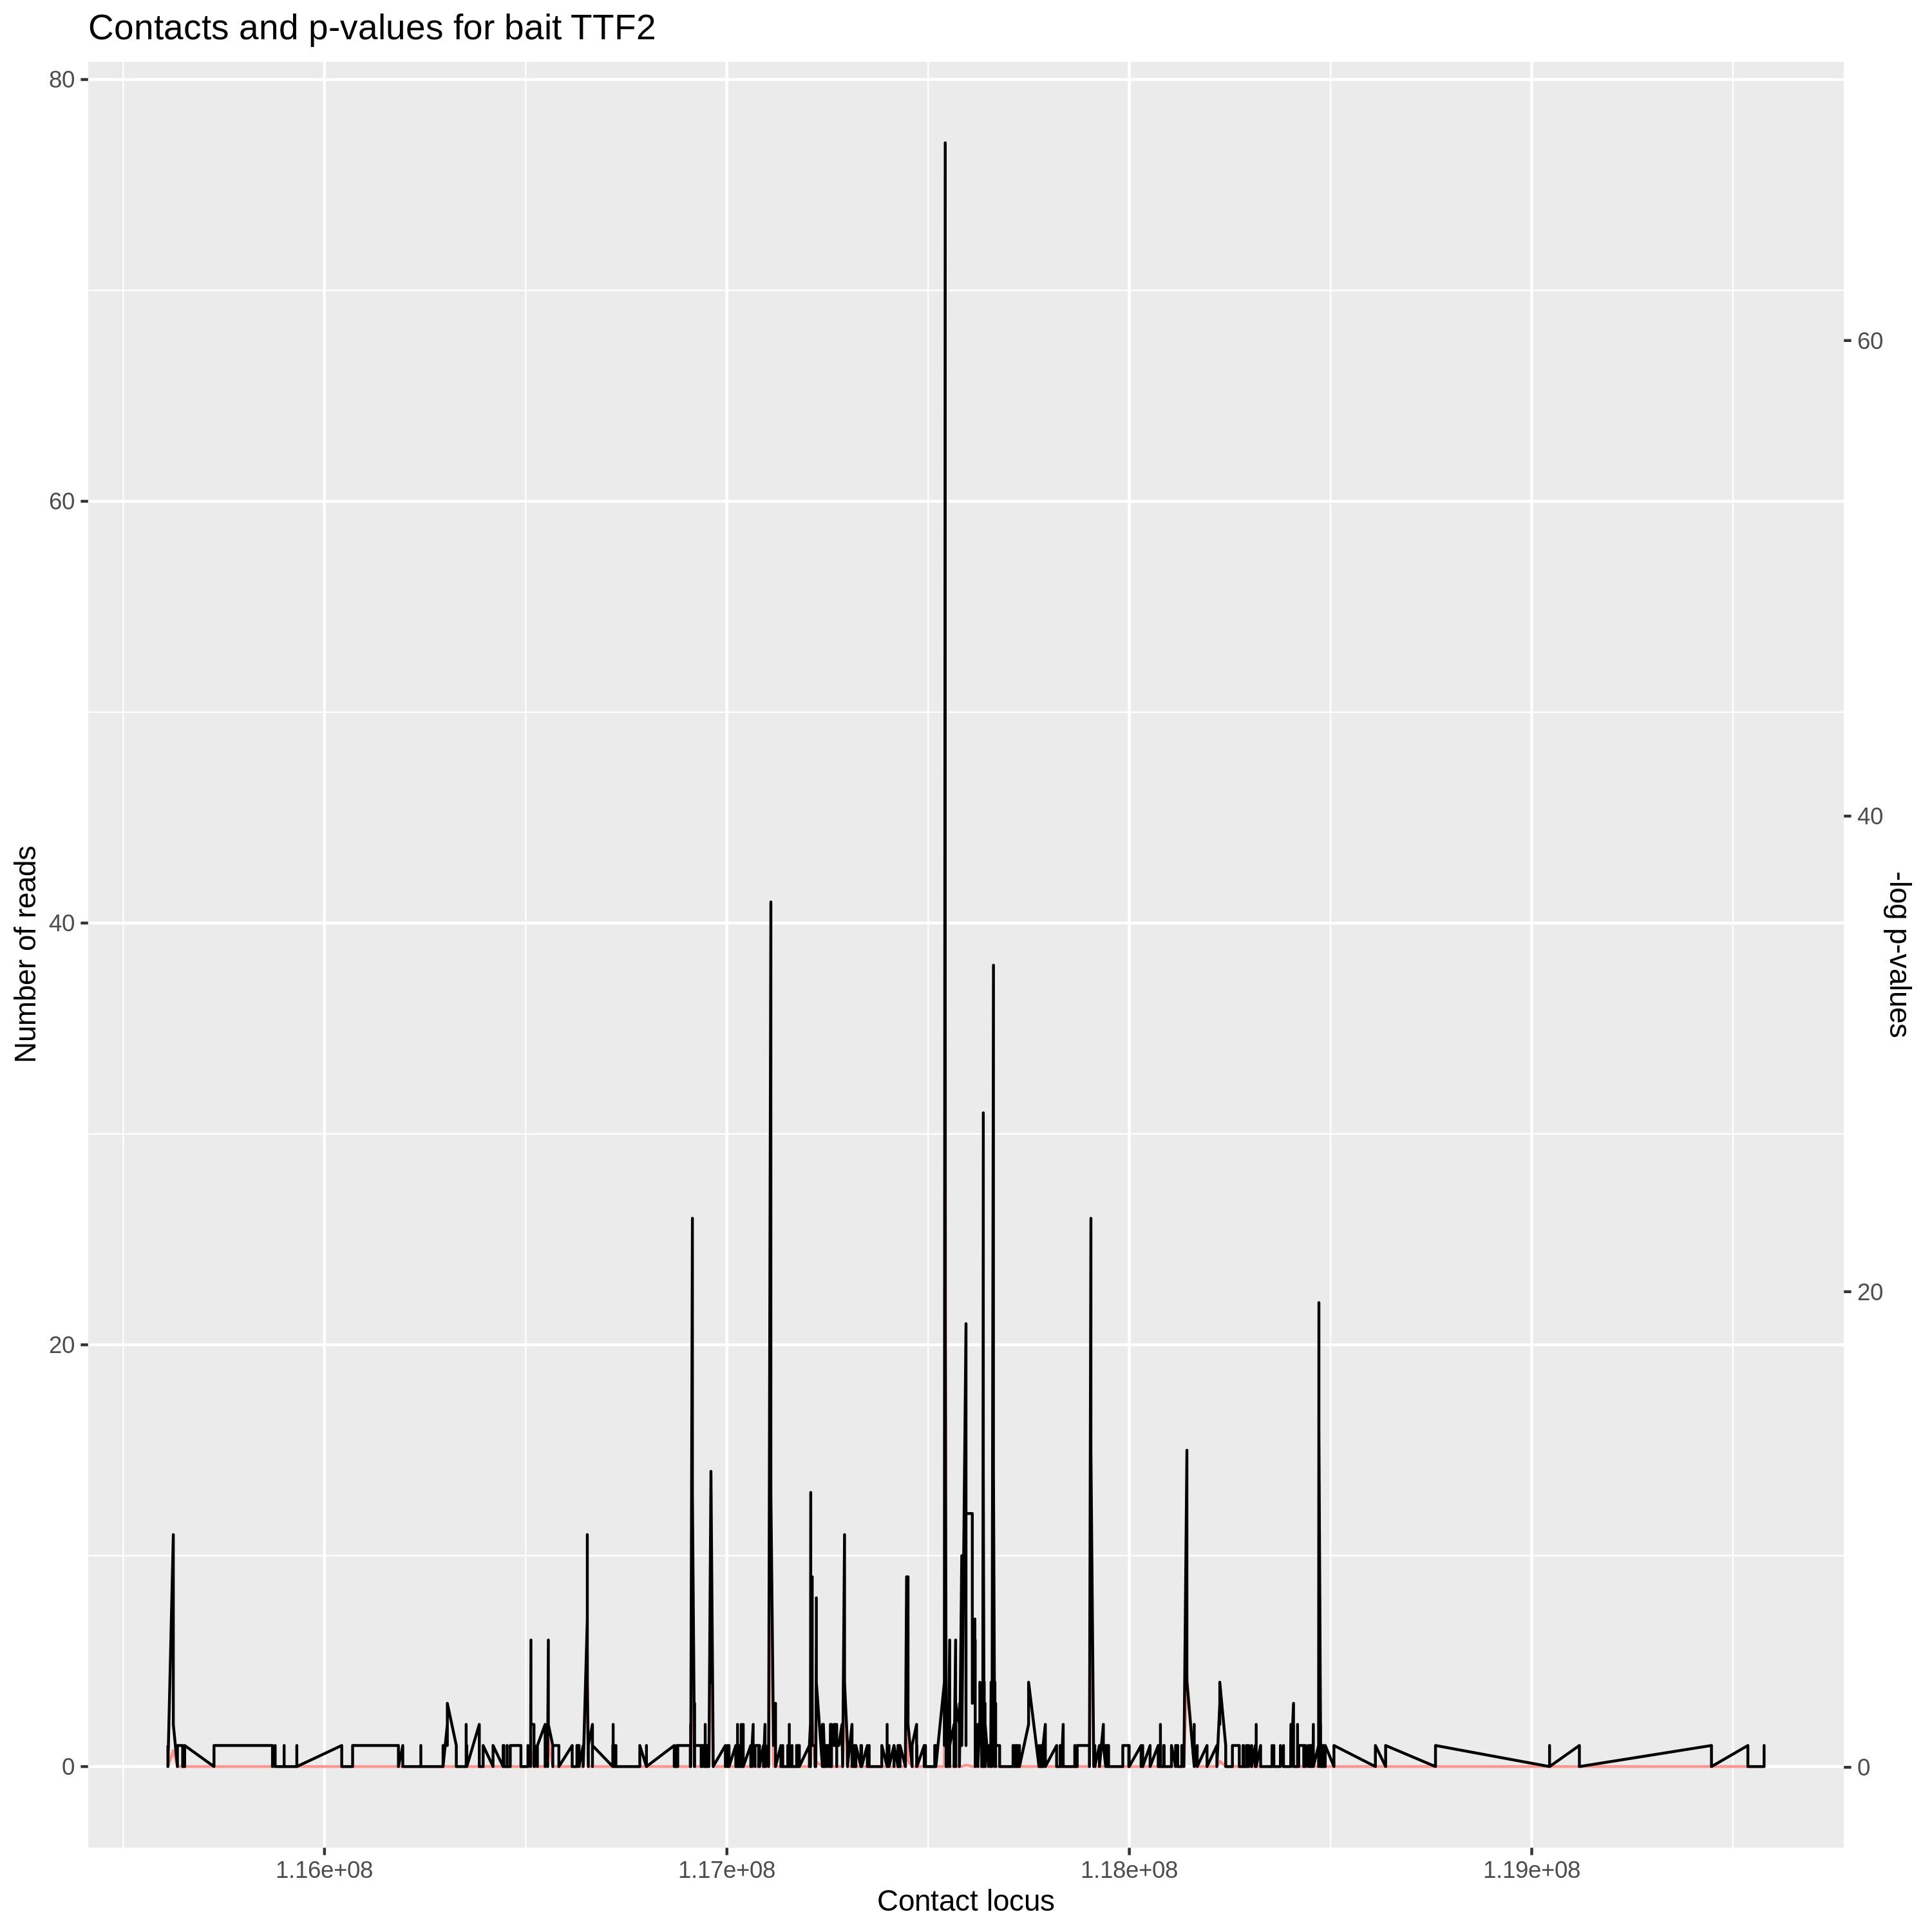 Contacts and p-values for bait TTF2
80
60
40
20
0
Number of reads
60
40
20
0
-log p-values
1.16e+08
1.17e+08
1.18e+08
1.19e+08
Contact locus